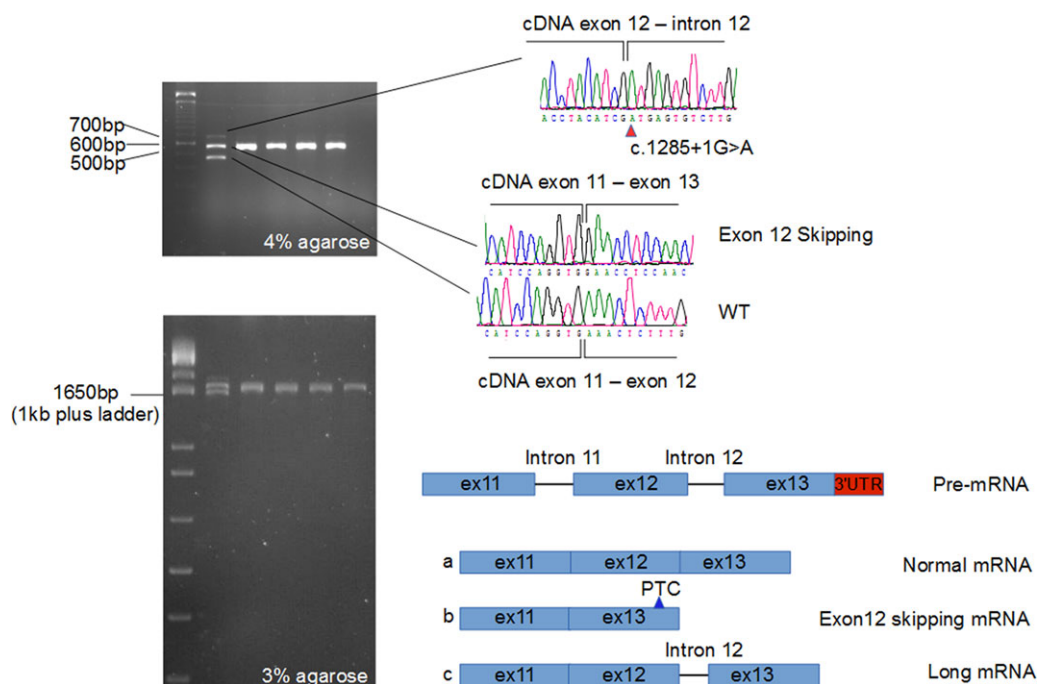 cDNA exon 12 – intron 12
ACCTACATCGATGAGTGTCTTG
c.1285+1G>A
700bp
600bp
500bp
4% agarose
cDNA exon 11 – exon 13
Exon 12 Skipping
CATCCAGGTGGAACCTCCAAC
WT
CATCCAGGTGAAACTCTTTG
cDNA exon 11 – exon 12
1650bp
(1kb plus ladder)
3% agarose
Intron 11 Intron 12
ex11 ex12 ex13 3'UTR Pre-mRNA
a ex11 ex12 ex13 Normal mRNA
PTC
b ex11 ex13 Exon12 skipping mRNA
Intron 12
c ex11 ex12 ex13 Long mRNA